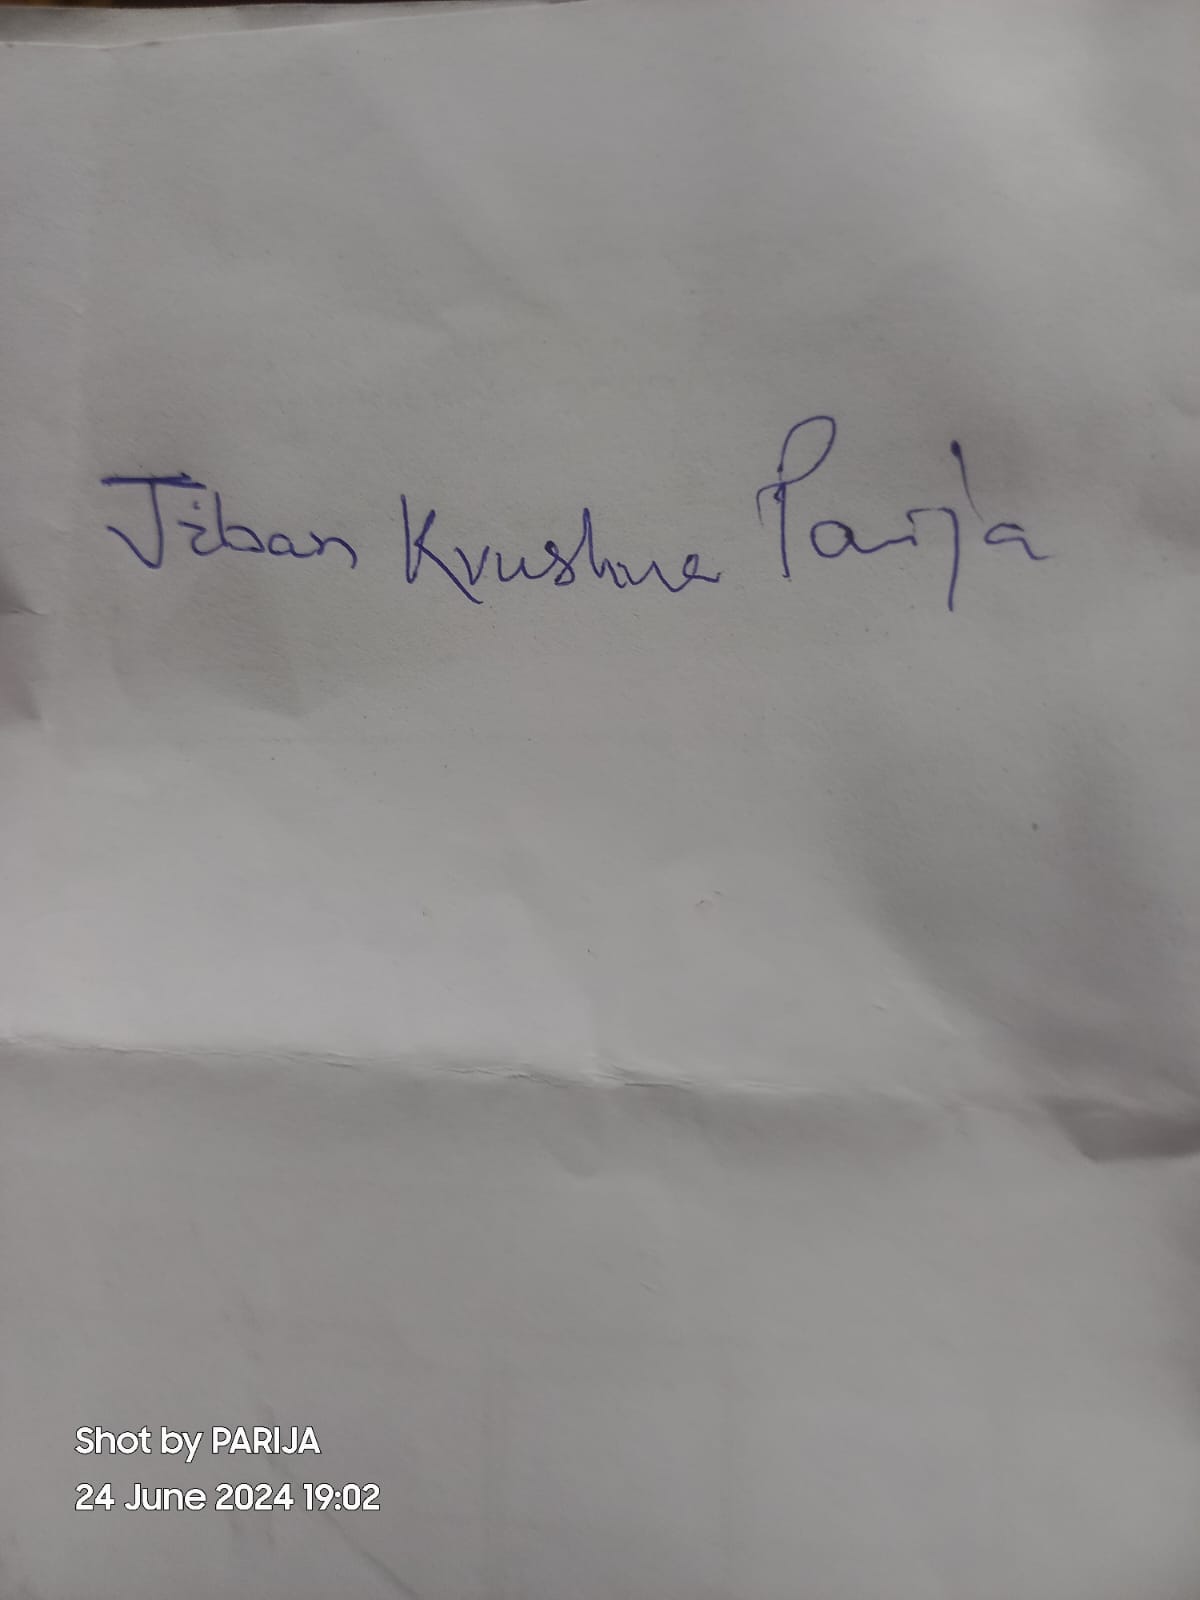 Jiban Krushna Parija
Shot by PARIJA
24 June 2024 19:02